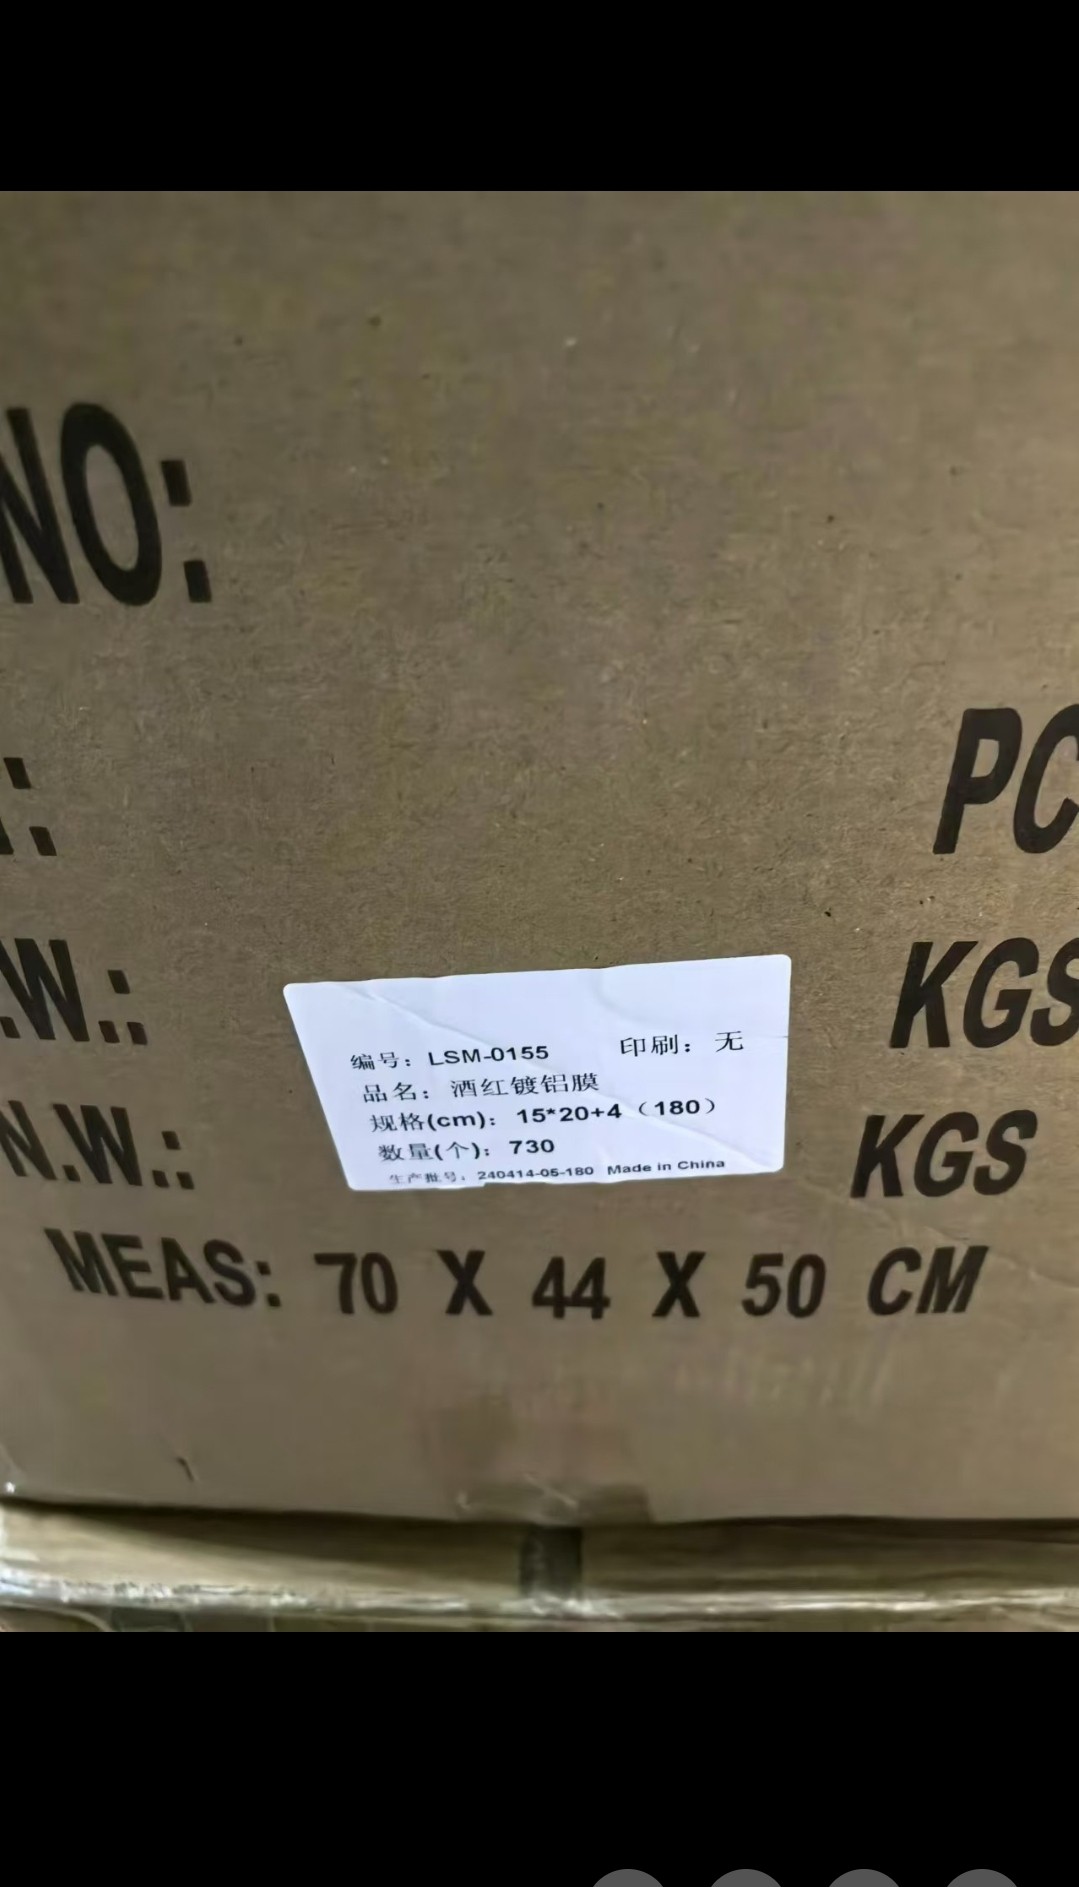 NO:
PC
W.:
KGS
编号：LSM-0155 印刷：无
品名：酒红镀铝膜
规格(cm)：15*20+4（180）
数量(个)：730
生产批号：240414-05-180 Made in China
N.W.:
KGS
MEAS: 70 X 44 X 50 CM